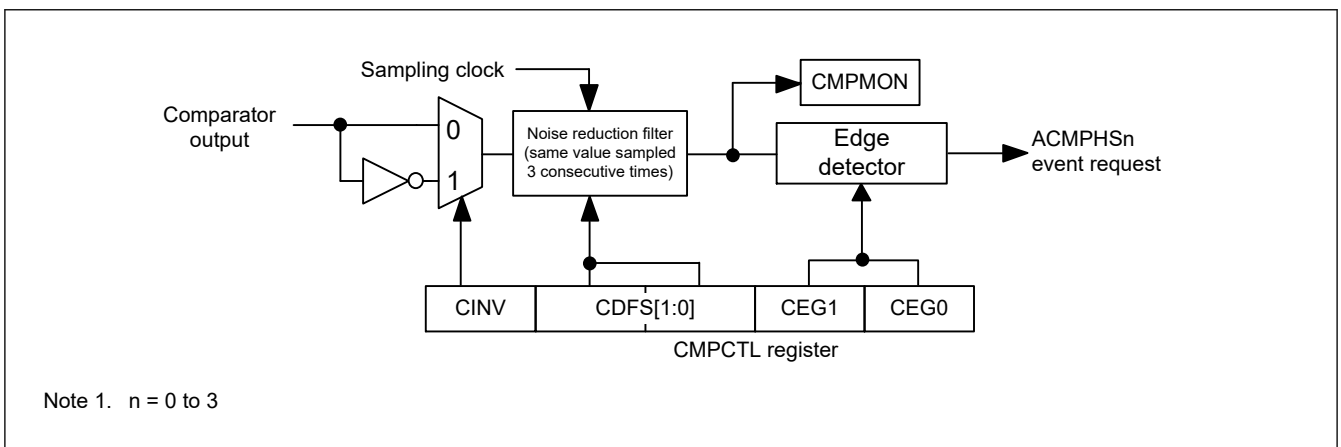 Sampling clock
CMPMON
Comparator
output
0
1
Noise reduction filter
(same value sampled
3 consecutive times)
Edge
detector
ACMPHSn
event request
CINV
CDFS[1:0]
CEG1
CEG0
CMPCTL register
Note 1. n = 0 to 3